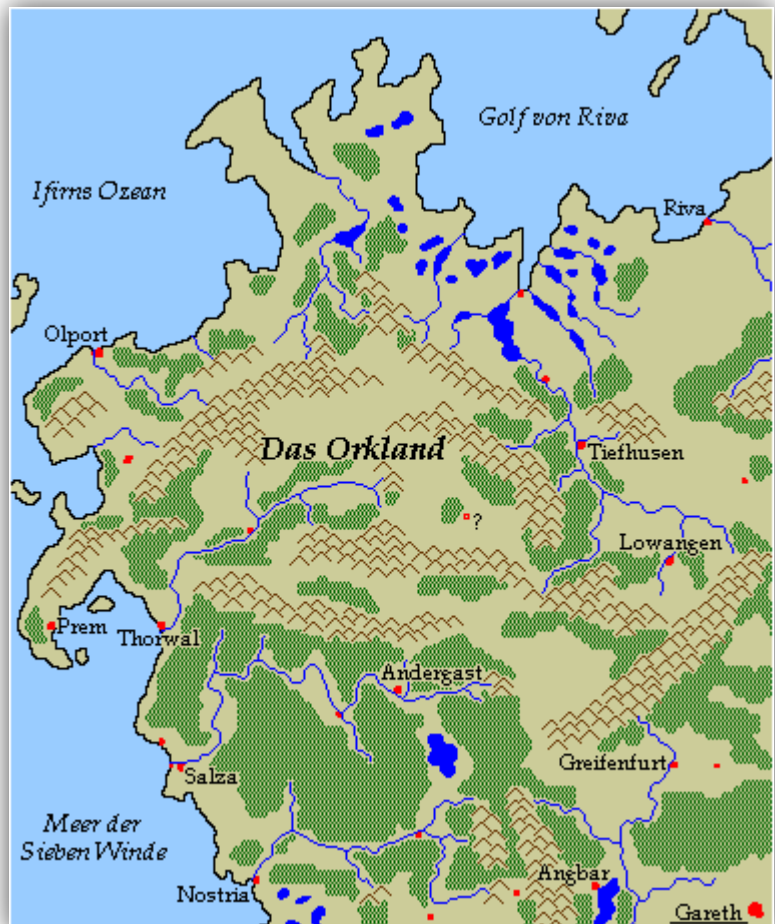 Golf von Riva
Ifirns Ozean
Riva
Olport
Das Orkland
Tiefhusen
?
Lowangen
Prem
Thorwal
Andergast
Greifenfurt
Salza
Meer der
Sieben Winde
Nostria
Angbar
Gareth